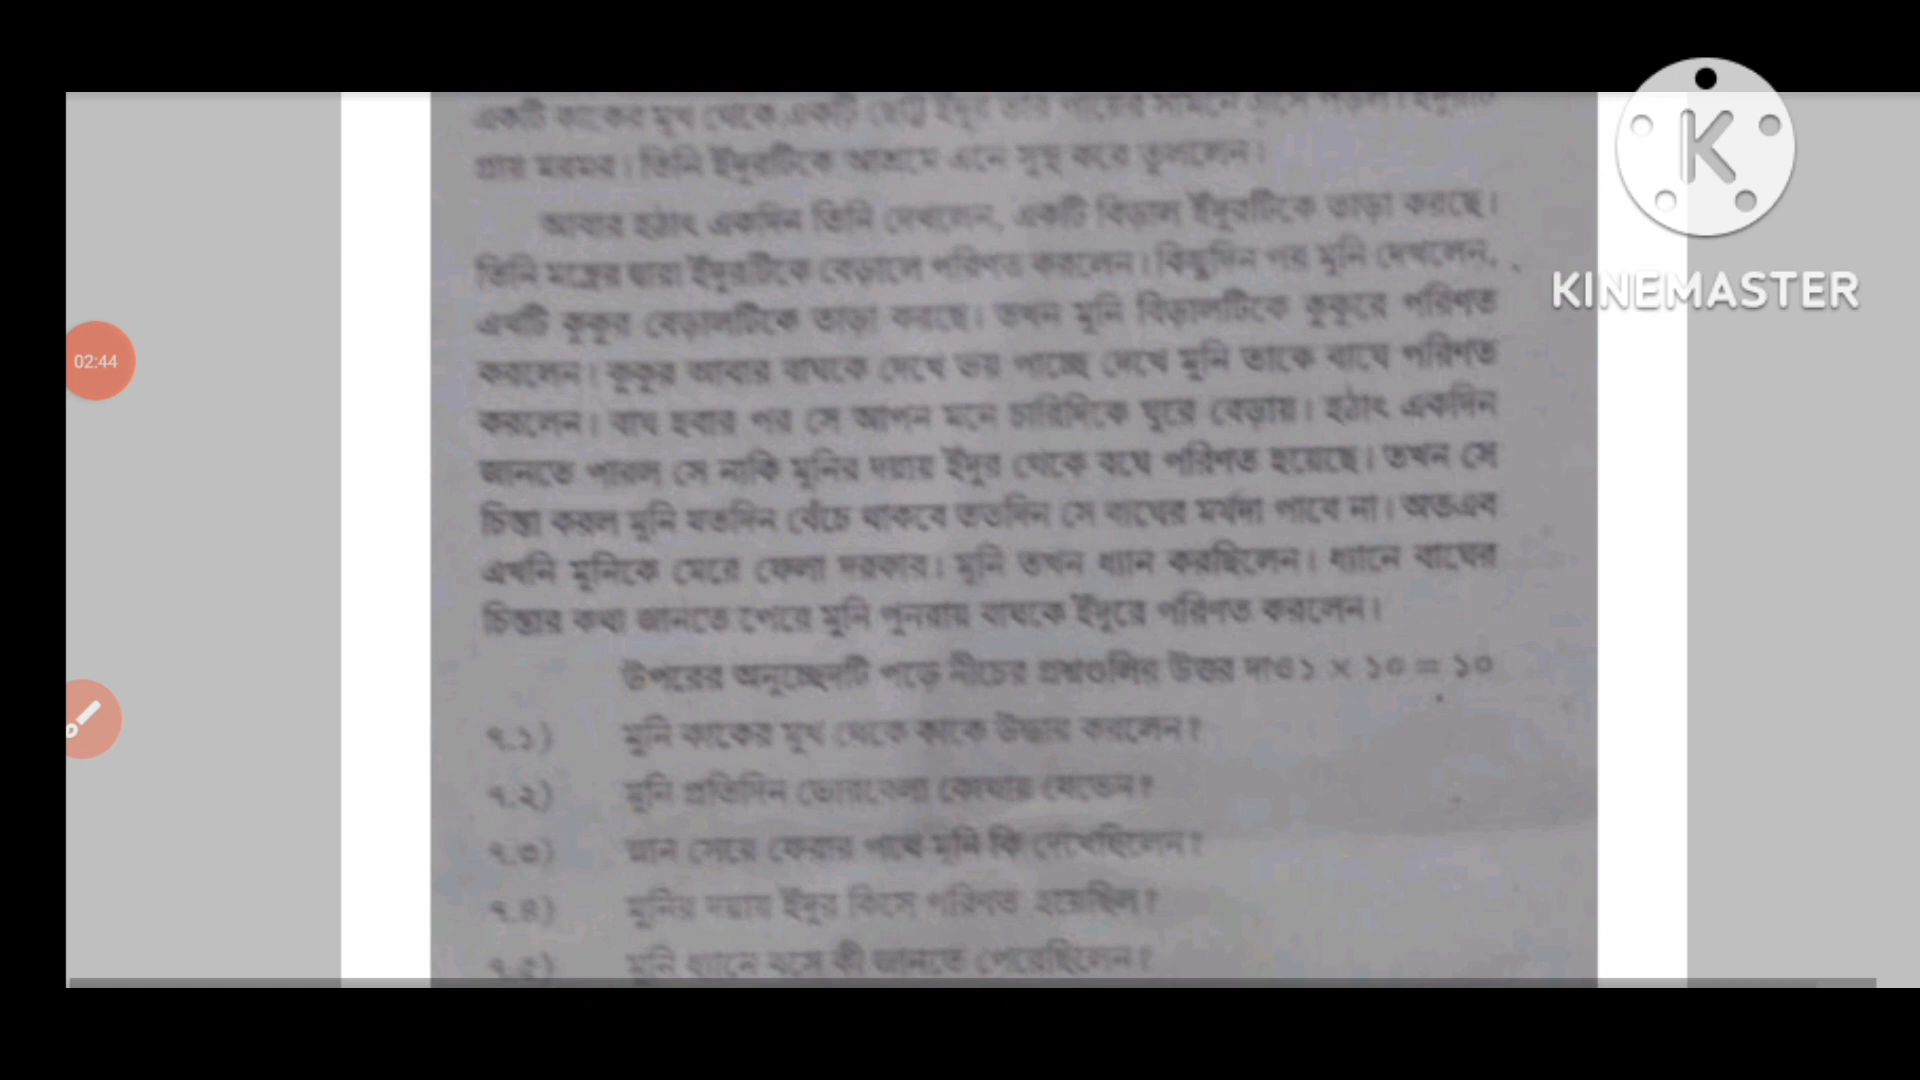 একটি কাকের মুখ থেকে একটি ছোট্ট ইঁদুর তার পায়ের সামনে এসে পড়ল। ইঁদুরটি
প্রায় মরমর। তিনি ইঁদুরটিকে আশ্রমে এনে সুস্থ করে তুললেন।
আবার হঠাৎ একদিন তিনি দেখলেন, একটি বিড়াল ইঁদুরটিকে তাড়া করছে।
তিনি মন্ত্রের দ্বারা ইঁদুরটিকে বেড়ালে পরিণত করলেন। কিছুদিন পর মুনি দেখলেন,
একটি কুকুর বেড়ালটিকে তাড়া করছে। তখন মুনি বিড়ালটিকে কুকুরে পরিণত
করলেন। কুকুর আবার বাঘকে দেখে ভয় পাচ্ছে দেখে মুনি তাকে বাঘে পরিণত
করলেন। বাঘ হবার পর সে আপন মনে চারিদিকে ঘুরে বেড়ায়। হঠাৎ একদিন
জানতে পারল সে নাকি মুনির দয়ায় ইঁদুর থেকে বাঘে পরিণত হয়েছে। তখন সে
চিন্তা করল মুনি যতদিন বেঁচে থাকবে ততদিন সে বাঘের মর্যদা পাবে না। অতএব
এখনি মুনিকে মেরে ফেলা দরকার। মুনি তখন ধ্যান করছিলেন। ধ্যানে বাঘের
চিন্তার কথা জানতে পেরে মুনি পুনরায় বাঘকে ইঁদুরে পরিণত করলেন।
উপরের অনুচ্ছেদটি পড়ে নীচের প্রশ্নগুলির উত্তর দাও ১ × ১০ = ১০
৭.১) মুনি কাকের মুখ থেকে কাকে উদ্ধার করলেন?
৭.২) মুনি প্রতিদিন ভোরবেলা কোথায় যেতেন?
৭.৩) স্নান সেরে ফেরার পথে মুনি কি দেখেছিলেন?
৭.৪) মুনির দয়ায় ইঁদুর কিসে পরিণত হয়েছিল?
৭.৫) মুনি ধ্যানে বসে কী জানতে পেরেছিলেন?
02:44
K
KINEMASTER